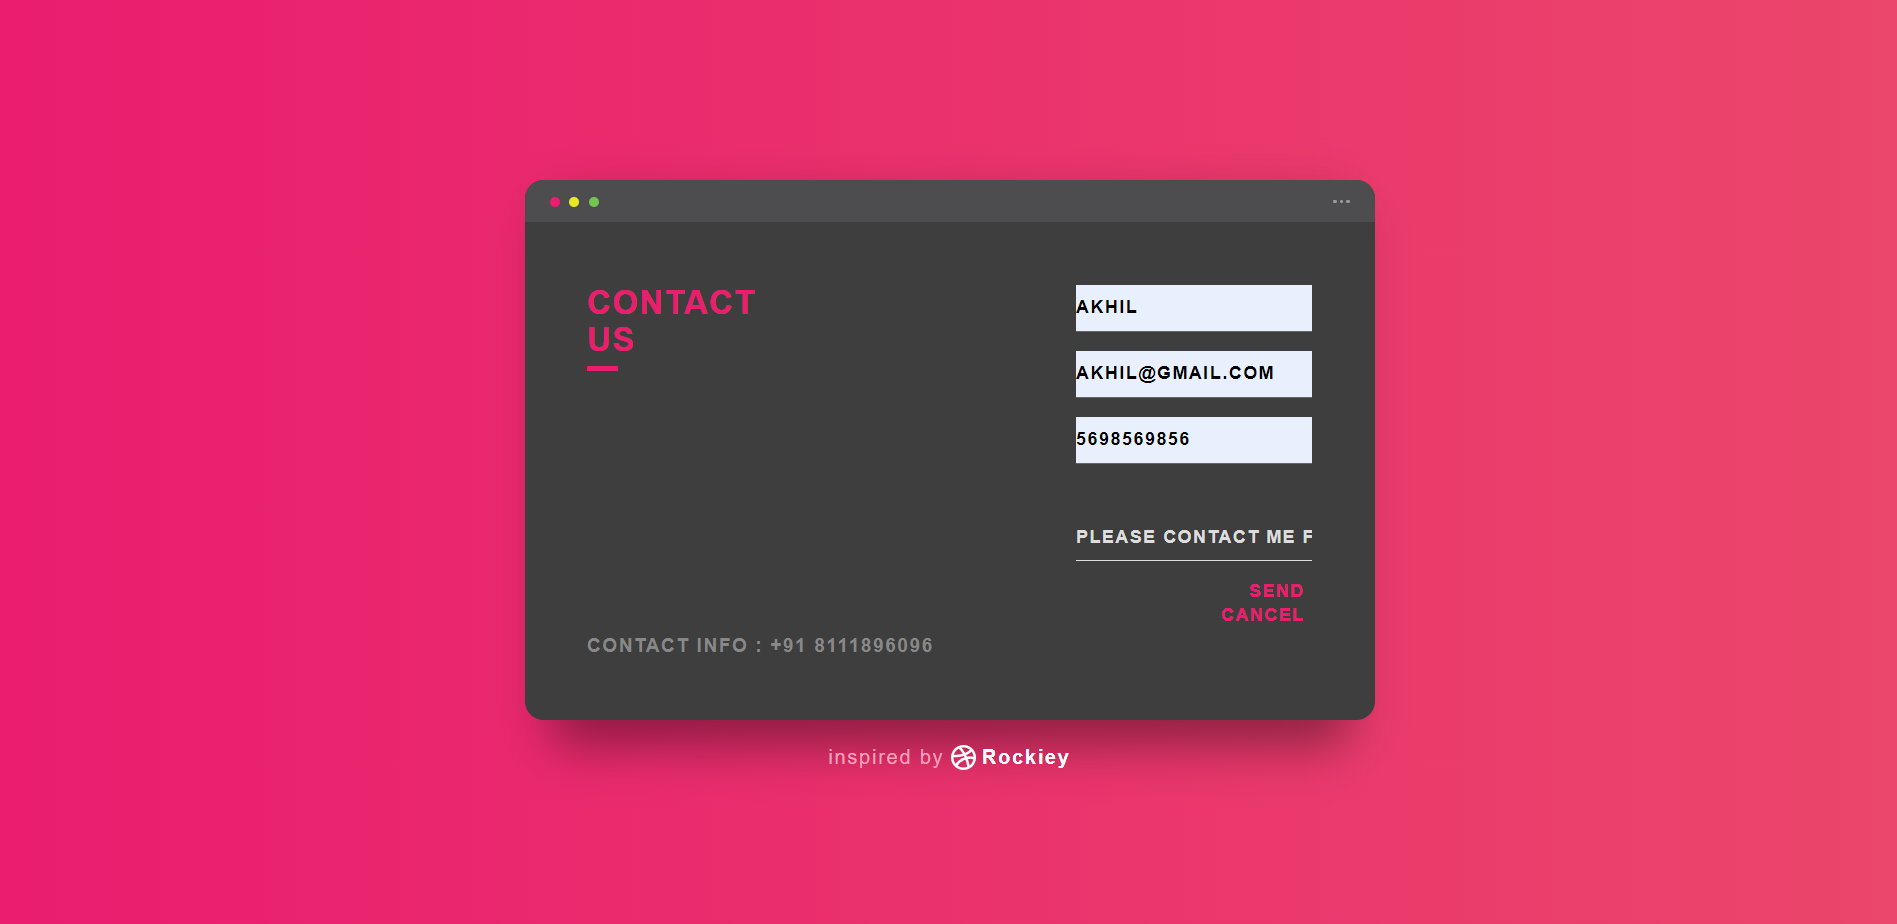 CONTACT
US
AKHIL
AKHIL@GMAIL.COM
5698569856
PLEASE CONTACT ME F
SEND
CANCEL
CONTACT INFO : +91 8111896096
inspired by Rockiey